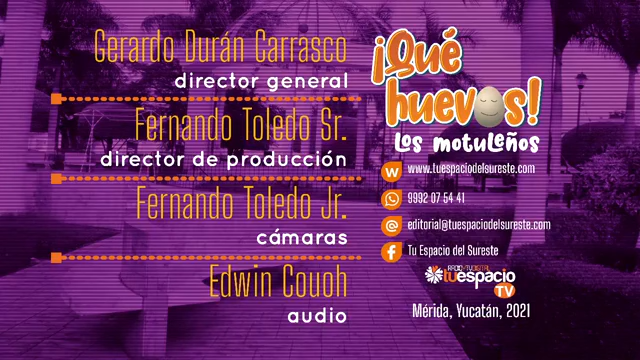 Gerardo Durán Carrasco
director general
Fernando Toledo Sr.
director de producción
Fernando Toledo Jr.
cámaras
Edwin Couoh
audio
¡Qué
huevos!
Los motuleños
w www.tuespaciodelsureste.com
9992 07 54 41
@ editorial@tuespaciodelsureste.com
f Tu Espacio del Sureste
tuespacio
TV
Mérida, Yucatán, 2021